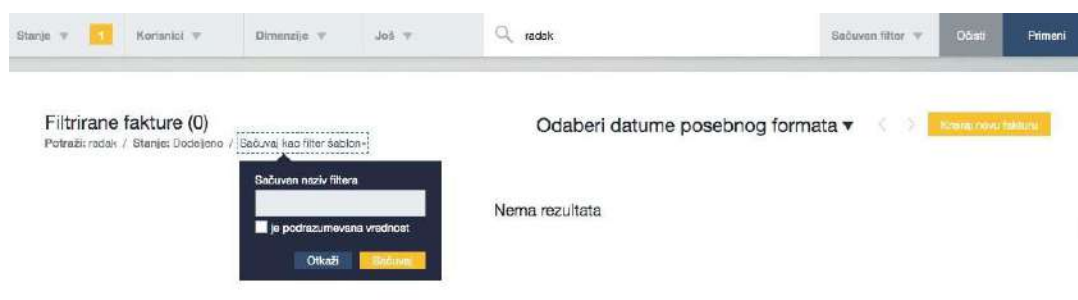 Stanje 1 Korisnici Dimenzije Još radak Sačuvan filter Očisti Primeni
Filtrirane fakture (0)
Potraži: radak / Stanje: Dodeljeno / Sačuvaj kao filter šablon+
Odaberi datume posebnog formata
Kreiraj novu fakturu
Sačuvan naziv filtera
je podrazumevana vrednost
Otkaži Sačuvaj
Nema rezultata